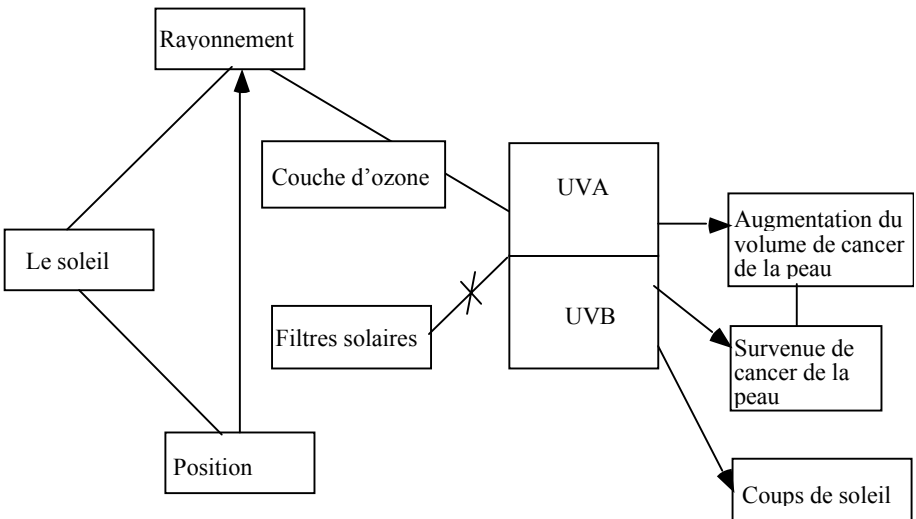 Rayonnement
Couche d’ozone
UVA
Augmentation du
volume de cancer
de la peau
Le soleil
Filtres solaires
UVB
Survenue de
cancer de la
peau
Position
Coups de soleil